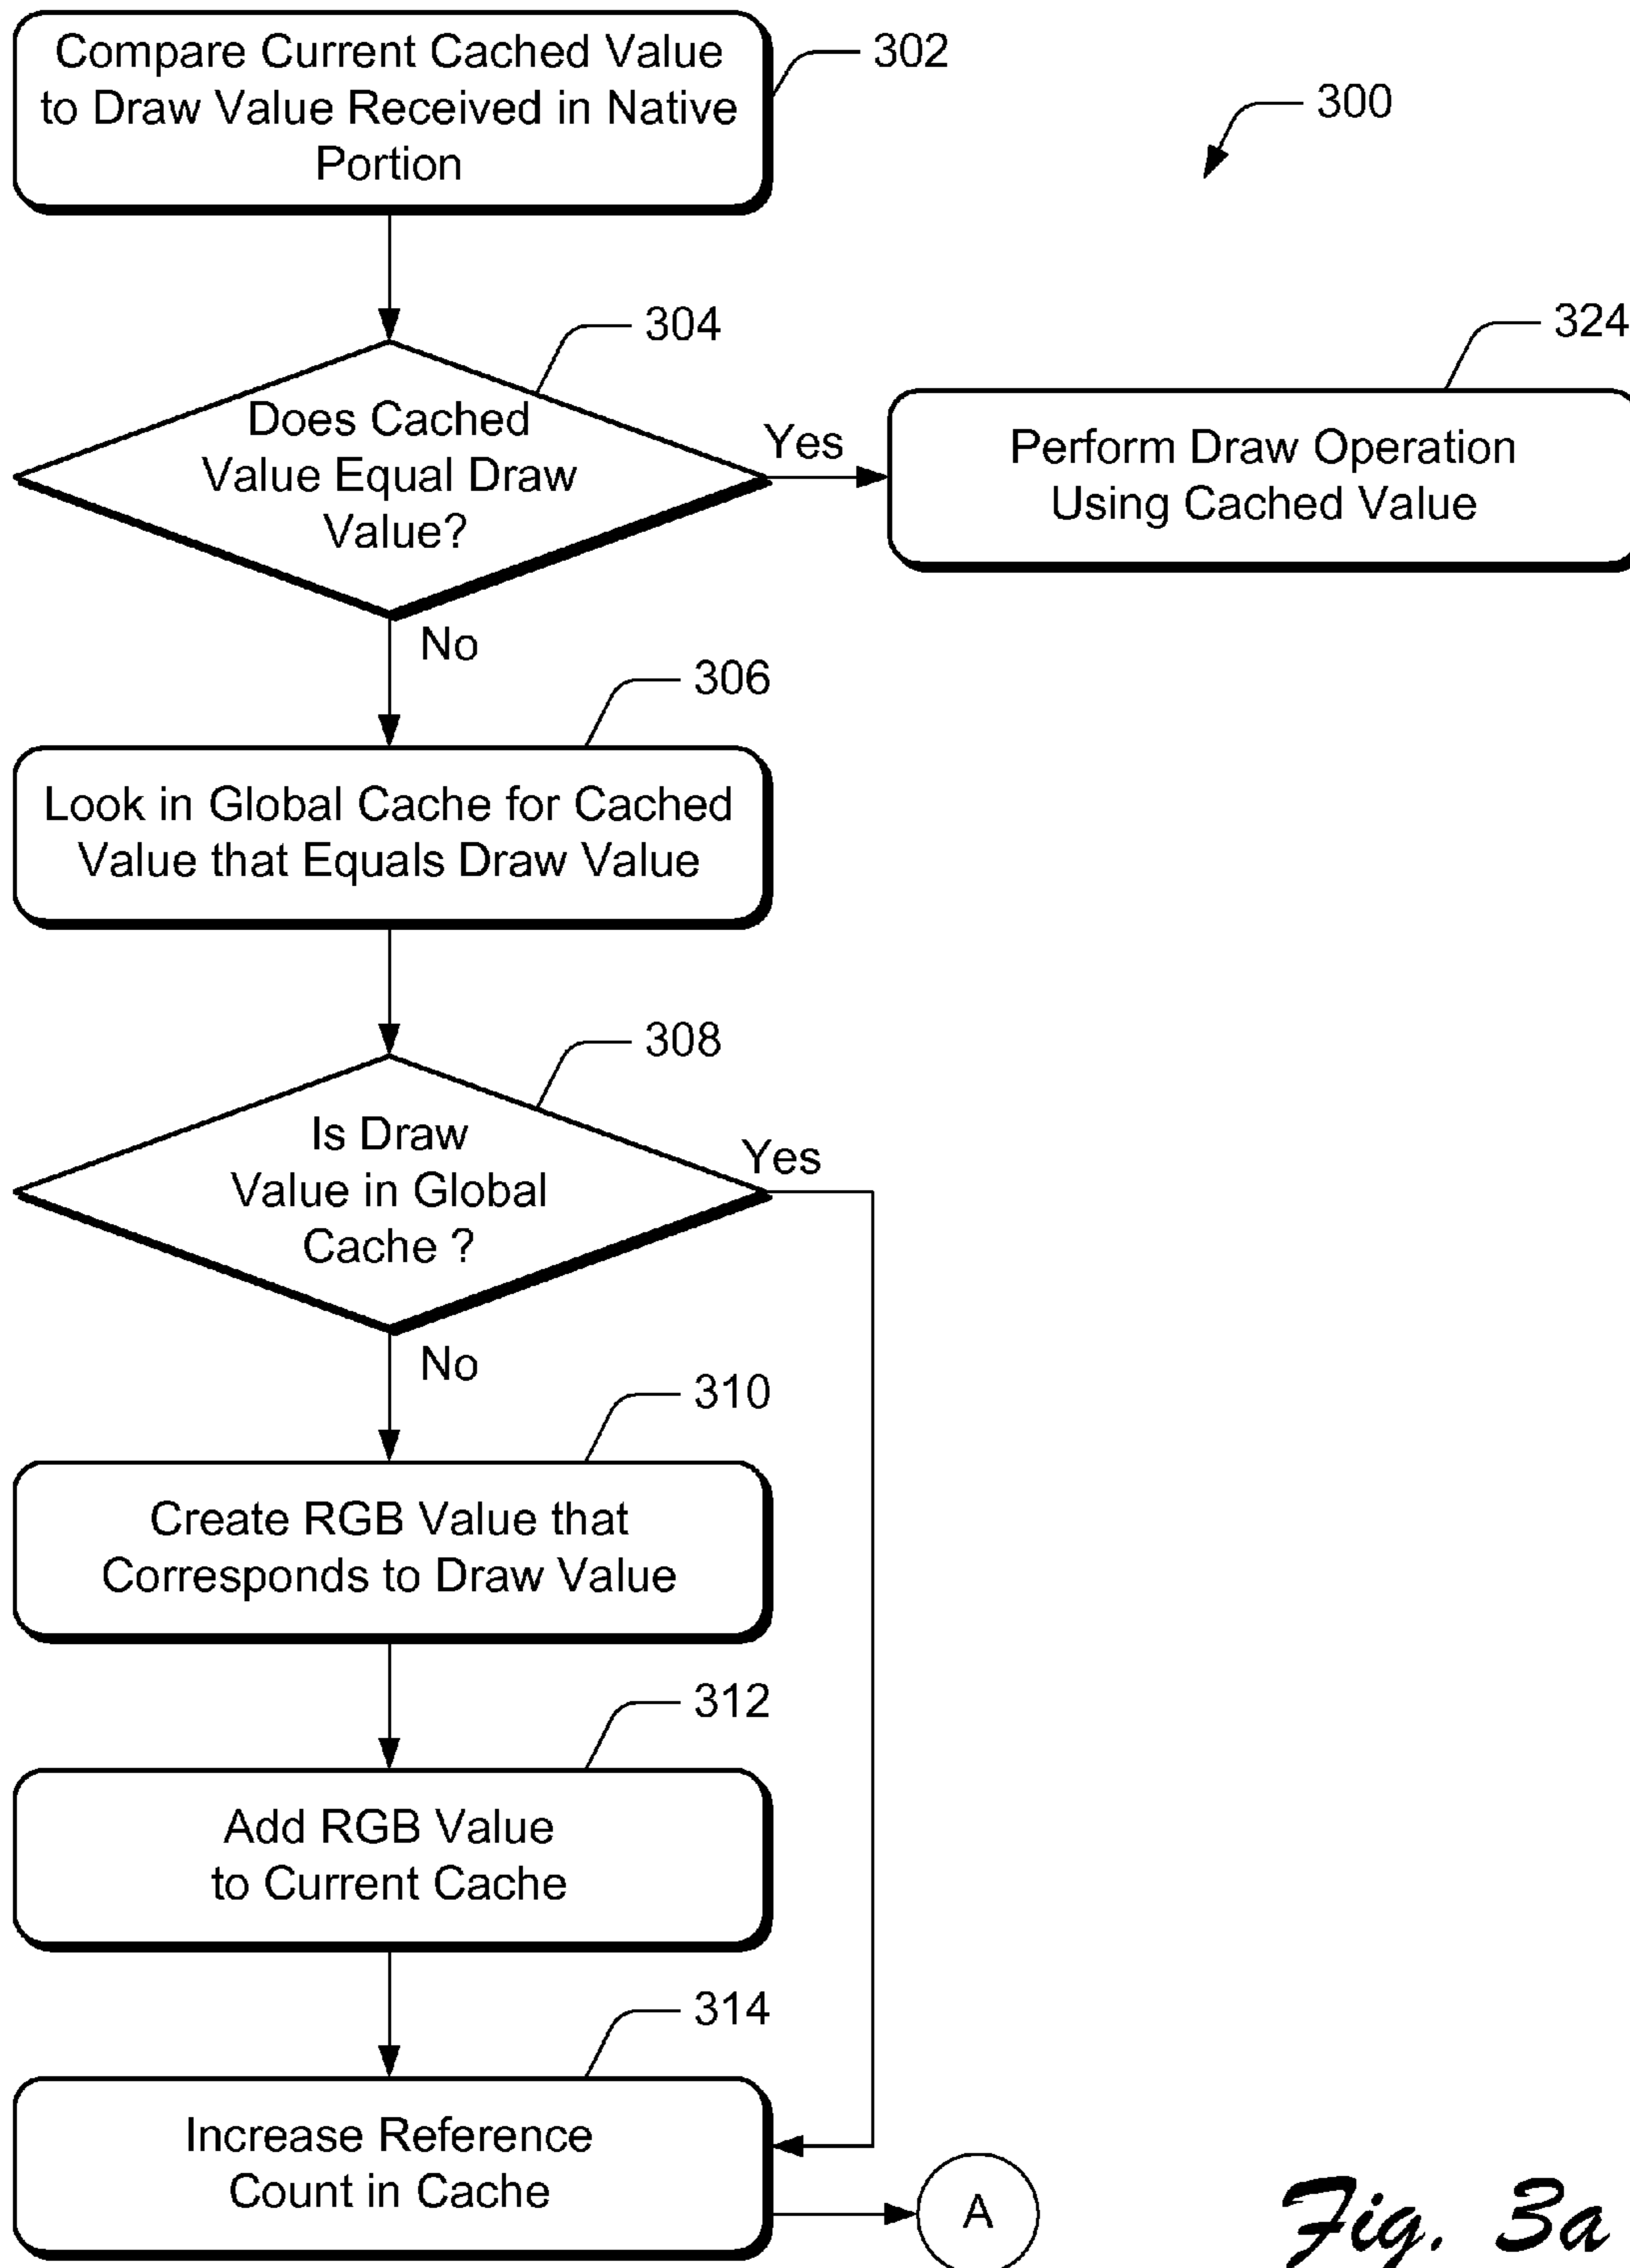 Compare Current Cached Value
to Draw Value Received in Native
Portion
302
300
304
Does Cached
Value Equal Draw
Value?
Yes
324
Perform Draw Operation
Using Cached Value
No
306
Look in Global Cache for Cached
Value that Equals Draw Value
308
Is Draw
Value in Global
Cache ?
Yes
No
310
Create RGB Value that
Corresponds to Draw Value
312
Add RGB Value
to Current Cache
314
Increase Reference
Count in Cache
A
Fig. 3a